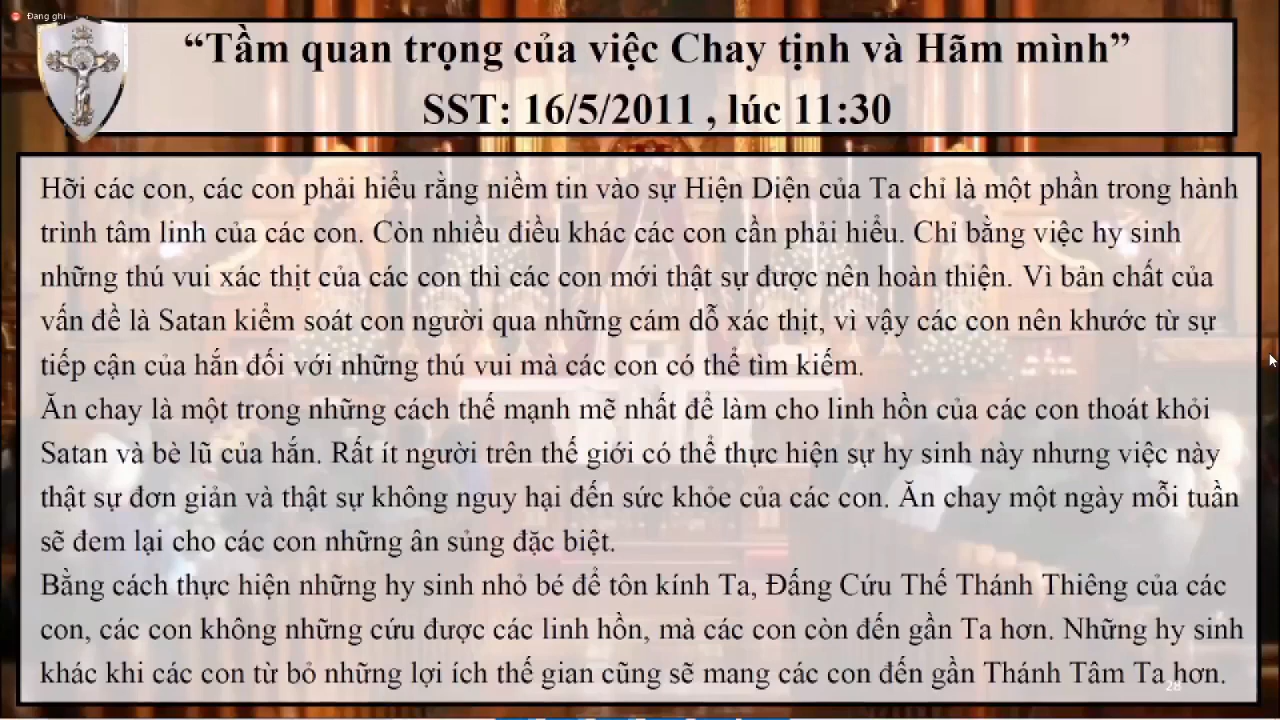 Đang ghi
“Tầm quan trọng của việc Chay tịnh và Hãm mình”
SST: 16/5/2011 , lúc 11:30
Hỡi các con, các con phải hiểu rằng niềm tin vào sự Hiện Diện của Ta chỉ là một phần trong hành
trình tâm linh của các con. Còn nhiều điều khác các con cần phải hiểu. Chỉ bằng việc hy sinh
những thú vui xác thịt của các con thì các con mới thật sự được nên hoàn thiện. Vì bản chất của
vấn đề là Satan kiểm soát con người qua những cám dỗ xác thịt, vì vậy các con nên khước từ sự
tiếp cận của hắn đối với những thú vui mà các con có thể tìm kiếm.
Ăn chay là một trong những cách thế mạnh mẽ nhất để làm cho linh hồn của các con thoát khỏi
Satan và bè lũ của hắn. Rất ít người trên thế giới có thể thực hiện sự hy sinh này nhưng việc này
thật sự đơn giản và thật sự không nguy hại đến sức khỏe của các con. Ăn chay một ngày mỗi tuần
sẽ đem lại cho các con những ân sủng đặc biệt.
Bằng cách thực hiện những hy sinh nhỏ bé để tôn kính Ta, Đấng Cứu Thế Thánh Thiêng của các
con, các con không những cứu được các linh hồn, mà các con còn đến gần Ta hơn. Những hy sinh
khác khi các con từ bỏ những lợi ích thế gian cũng sẽ mang các con đến gần Thánh Tâm Ta hơn.
28